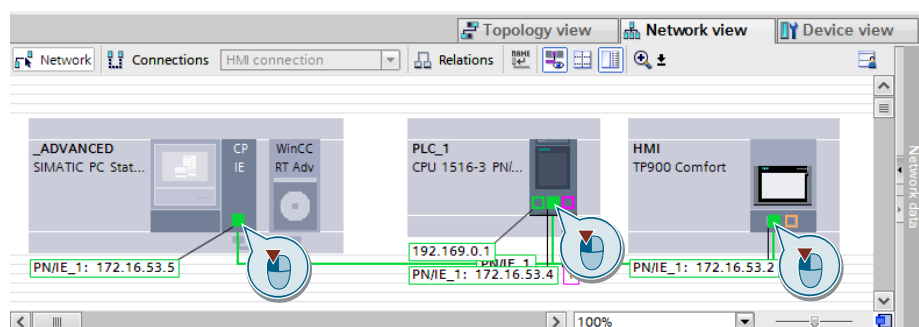 Topology view
Network view
Device view
Network
Connections
HMI connection
Relations
NAME
_ADVANCED
SIMATIC PC Stat...
CP
IE
WinCC
RT Adv
PLC_1
CPU 1516-3 PN/...
HMI
TP900 Comfort
192.169.0.1
PN/IE_1
PN/IE_1: 172.16.53.5
PN/IE_1: 172.16.53.4
PN/IE_1: 172.16.53.2
Network data
100%